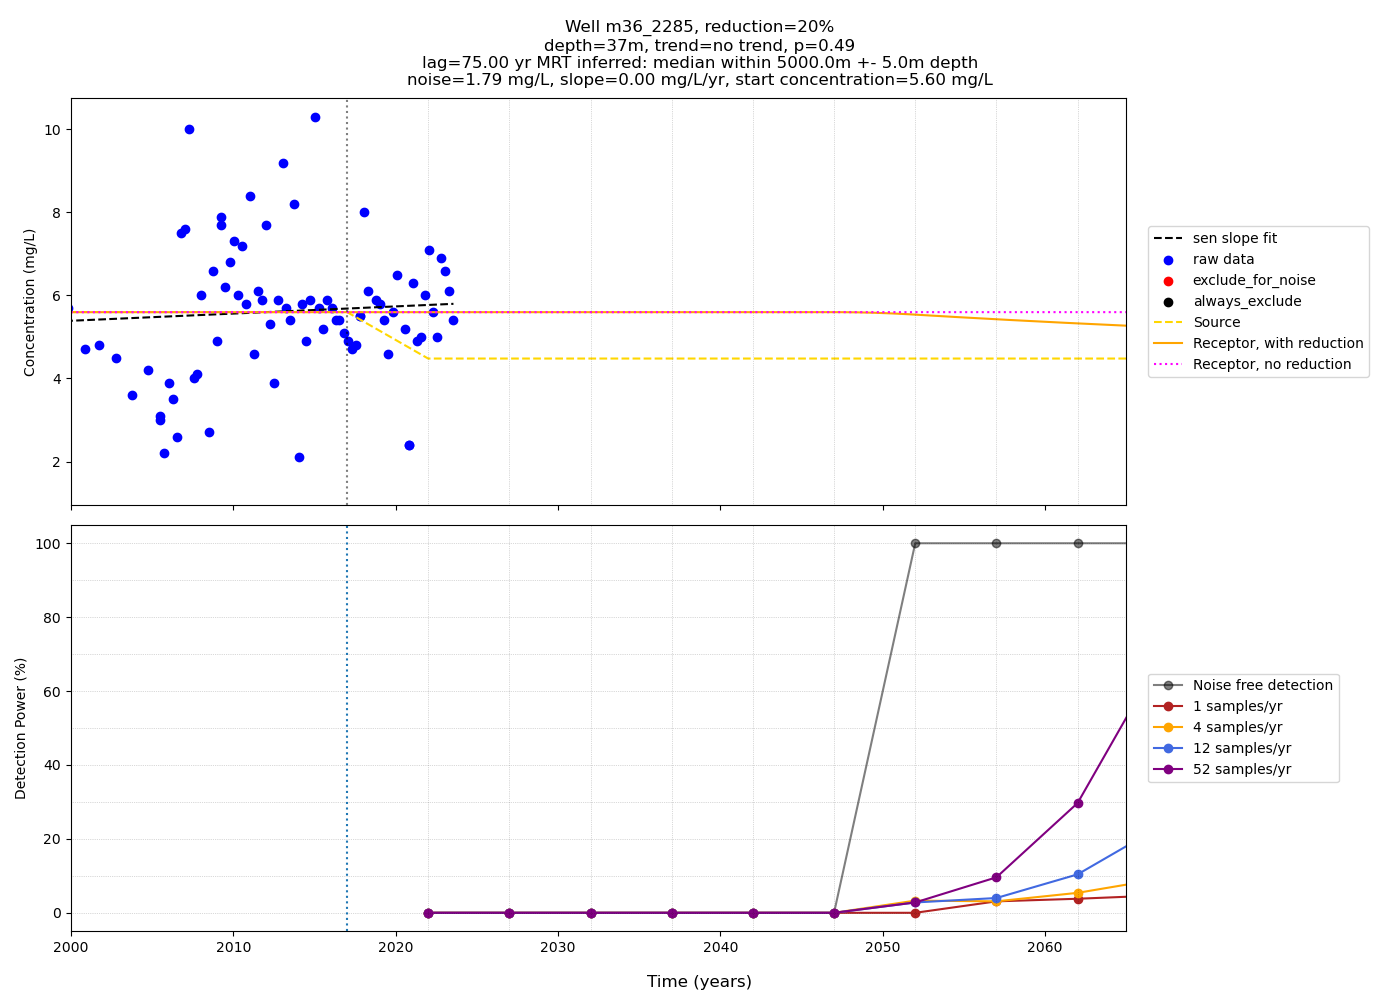 Well m36_2285, reduction=20%
depth=37m, trend=no trend, p=0.49
lag=75.00 yr MRT inferred: median within 5000.0m +- 5.0m depth
noise=1.79 mg/L, slope=0.00 mg/L/yr, start concentration=5.60 mg/L
Concentration (mg/L)
10
8
6
4
2
sen slope fit
raw data
exclude_for_noise
always_exclude
Source
Receptor, with reduction
Receptor, no reduction
Detection Power (%)
100
80
60
40
20
0
Noise free detection
1 samples/yr
4 samples/yr
12 samples/yr
52 samples/yr
2000 2010 2020 2030 2040 2050 2060
Time (years)